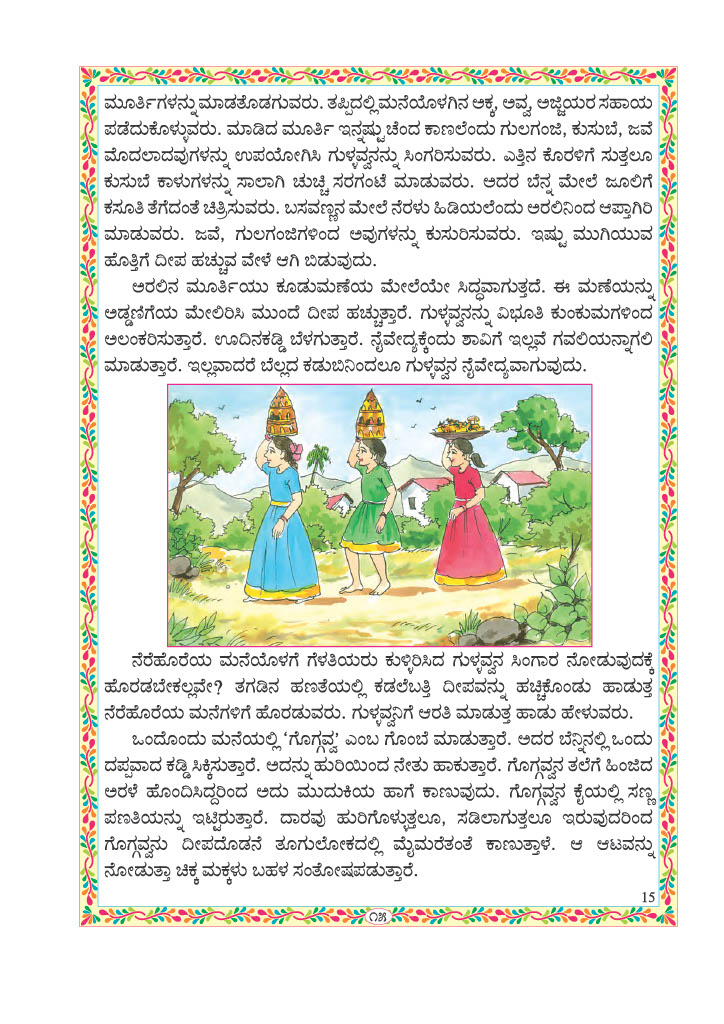 ಮೂರ್ತಿಗಳನ್ನು ಮಾಡತೊಡಗುವರು. ತಪ್ಪಿದಲ್ಲಿ ಮನೆಯೊಳಗಿನ ಅಕ್ಕ, ಅವ್ವ, ಅಜ್ಜಿಯರ ಸಹಾಯ
ಪಡೆದುಕೊಳ್ಳುವರು. ಮಾಡಿದ ಮೂರ್ತಿ ಇನ್ನಷ್ಟು ಚೆಂದ ಕಾಣಲೆಂದು ಗುಲಗಂಜಿ, ಕುಸುಬೆ, ಜವೆ
ಮೊದಲಾದವುಗಳನ್ನು ಉಪಯೋಗಿಸಿ ಗುಳ್ಳವ್ವನನ್ನು ಸಿಂಗರಿಸುವರು. ಎತ್ತಿನ ಕೊರಳಿಗೆ ಸುತ್ತಲೂ
ಕುಸುಬೆ ಕಾಳುಗಳನ್ನು ಸಾಲಾಗಿ ಚುಚ್ಚಿ ಸರಗಂಟೆ ಮಾಡುವರು. ಅದರ ಬೆನ್ನ ಮೇಲೆ ಜೂಲಿಗೆ
ಕಸೂತಿ ತೆಗೆದಂತೆ ಚಿತ್ರಿಸುವರು. ಬಸವಣ್ಣನ ಮೇಲೆ ನೆರಳು ಹಿಡಿಯಲೆಂದು ಅರಲಿನಿಂದ ಆಪ್ತಾಗಿರಿ
ಮಾಡುವರು. ಜವೆ, ಗುಲಗಂಜಿಗಳಿಂದ ಅವುಗಳನ್ನು ಕುಸುರಿಸುವರು. ಇಷ್ಟು ಮುಗಿಯುವ
ಹೊತ್ತಿಗೆ ದೀಪ ಹಚ್ಚುವ ವೇಳೆ ಆಗಿ ಬಿಡುವುದು.
ಅರಲಿನ ಮೂರ್ತಿಯು ಕೂಡುಮಣೆಯ ಮೇಲೆಯೇ ಸಿದ್ಧವಾಗುತ್ತದೆ. ಈ ಮಣೆಯನ್ನು
ಅಡ್ಡಣಿಗೆಯ ಮೇಲಿರಿಸಿ ಮುಂದೆ ದೀಪ ಹಚ್ಚುತ್ತಾರೆ. ಗುಳ್ಳವ್ವನನ್ನು ವಿಭೂತಿ ಕುಂಕುಮಗಳಿಂದ
ಅಲಂಕರಿಸುತ್ತಾರೆ. ಊದಿನಕಡ್ಡಿ ಬೆಳಗುತ್ತಾರೆ. ನೈವೇದ್ಯಕ್ಕೆಂದು ಶಾವಿಗೆ ಇಲ್ಲವೆ ಗವಲಿಯನ್ನಾಗಲಿ
ಮಾಡುತ್ತಾರೆ. ಇಲ್ಲವಾದರೆ ಬೆಲ್ಲದ ಕಡುಬಿನಿಂದಲೂ ಗುಳ್ಳವ್ವನ ನೈವೇದ್ಯವಾಗುವುದು.
ನೆರೆಹೊರೆಯ ಮನೆಯೊಳಗೆ ಗೆಳತಿಯರು ಕುಳ್ಳಿರಿಸಿದ ಗುಳ್ಳವ್ವನ ಸಿಂಗಾರ ನೋಡುವುದಕ್ಕೆ
ಹೊರಡಬೇಕಲ್ಲವೇ? ತಗಡಿನ ಹಣತೆಯಲ್ಲಿ ಕಡಲೆಬತ್ತಿ ದೀಪವನ್ನು ಹಚ್ಚಿಕೊಂಡು ಹಾಡುತ್ತ
ನೆರೆಹೊರೆಯ ಮನೆಗಳಿಗೆ ಹೊರಡುವರು. ಗುಳ್ಳವ್ವನಿಗೆ ಆರತಿ ಮಾಡುತ್ತ ಹಾಡು ಹೇಳುವರು.
ಒಂದೊಂದು ಮನೆಯಲ್ಲಿ ‘ಗೊಗ್ಗವ್ವ’ ಎಂಬ ಗೊಂಬೆ ಮಾಡುತ್ತಾರೆ. ಅದರ ಬೆನ್ನಿನಲ್ಲಿ ಒಂದು
ದಪ್ಪವಾದ ಕಡ್ಡಿ ಸಿಕ್ಕಿಸುತ್ತಾರೆ. ಅದನ್ನು ಹುರಿಯಿಂದ ನೇತು ಹಾಕುತ್ತಾರೆ. ಗೊಗ್ಗವ್ವನ ತಲೆಗೆ ಹಿಂಜಿದ
ಅರಳೆ ಹೊಂದಿಸಿದ್ದರಿಂದ ಅದು ಮುದುಕಿಯ ಹಾಗೆ ಕಾಣುವುದು. ಗೊಗ್ಗವ್ವನ ಕೈಯಲ್ಲಿ ಸಣ್ಣ
ಪಣತಿಯನ್ನು ಇಟ್ಟಿರುತ್ತಾರೆ. ದಾರವು ಹುರಿಗೊಳ್ಳುತ್ತಲೂ, ಸಡಿಲಾಗುತ್ತಲೂ ಇರುವುದರಿಂದ
ಗೊಗ್ಗವ್ವನು ದೀಪದೊಡನೆ ತೂಗುಲೋಕದಲ್ಲಿ ಮೈಮರೆತಂತೆ ಕಾಣುತ್ತಾಳೆ. ಆ ಆಟವನ್ನು
ನೋಡುತ್ತಾ ಚಿಕ್ಕ ಮಕ್ಕಳು ಬಹಳ ಸಂತೋಷಪಡುತ್ತಾರೆ.
15
೧೫